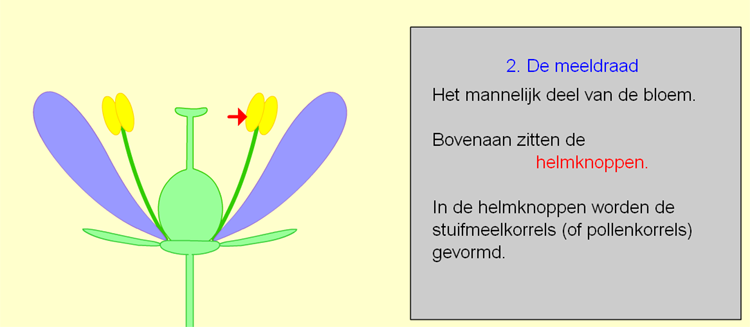 2. De meeldraad
Het mannelijk deel van de bloem.
Bovenaan zitten de
helmknoppen.
In de helmknoppen worden de
stuifmeelkorrels (of pollenkorrels)
gevormd.